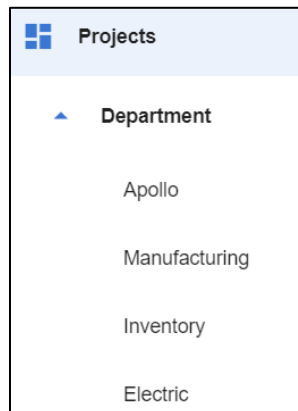 Projects
Department
Apollo
Manufacturing
Inventory
Electric